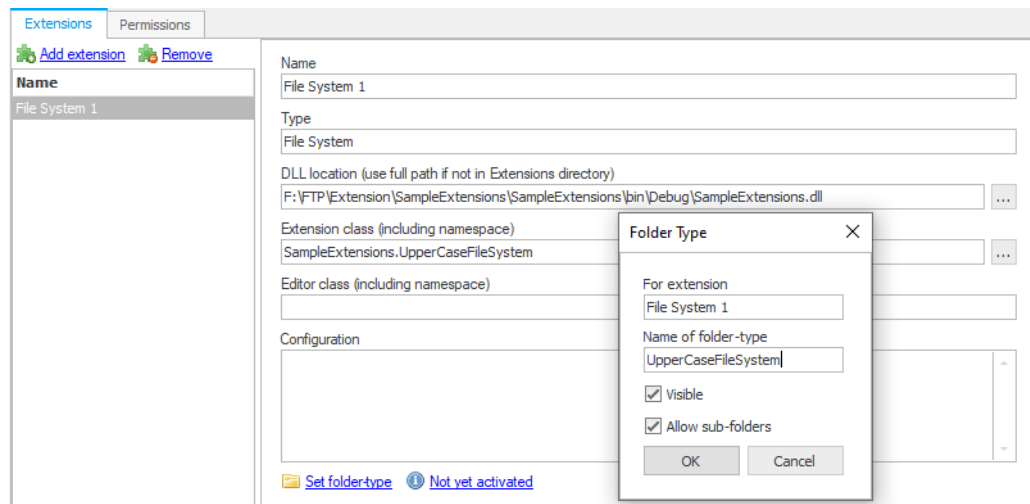 Extensions Permissions
Add extension Remove
Name
File System 1
Name
File System 1
Type
File System
DLL location (use full path if not in Extensions directory)
F:\FTP\Extension\SampleExtensions\SampleExtensions\bin\Debug\SampleExtensions.dll
...
Extension class (including namespace)
SampleExtensions.UpperCaseFileSystem
...
Editor class (including namespace)
Configuration
Set folder-type Not yet activated
Folder Type
For extension
File System 1
Name of folder-type
UpperCaseFileSystem
Visible
Allow sub-folders
OK Cancel